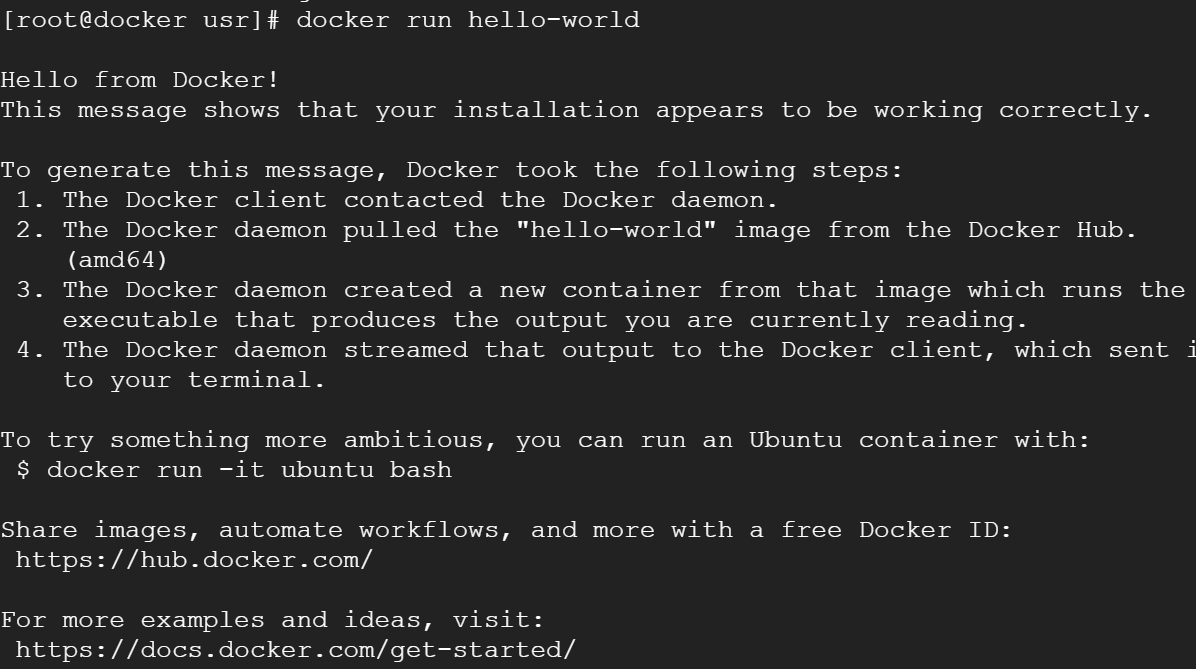 [root@docker usr]# docker run hello-world
Hello from Docker!
This message shows that your installation appears to be working correctly.
To generate this message, Docker took the following steps:
1. The Docker client contacted the Docker daemon.
2. The Docker daemon pulled the "hello-world" image from the Docker Hub.
(amd64)
3. The Docker daemon created a new container from that image which runs the
executable that produces the output you are currently reading.
4. The Docker daemon streamed that output to the Docker client, which sent
to your terminal.
To try something more ambitious, you can run an Ubuntu container with:
$ docker run -it ubuntu bash
Share images, automate workflows, and more with a free Docker ID:
https://hub.docker.com/
For more examples and ideas, visit:
https://docs.docker.com/get-started/